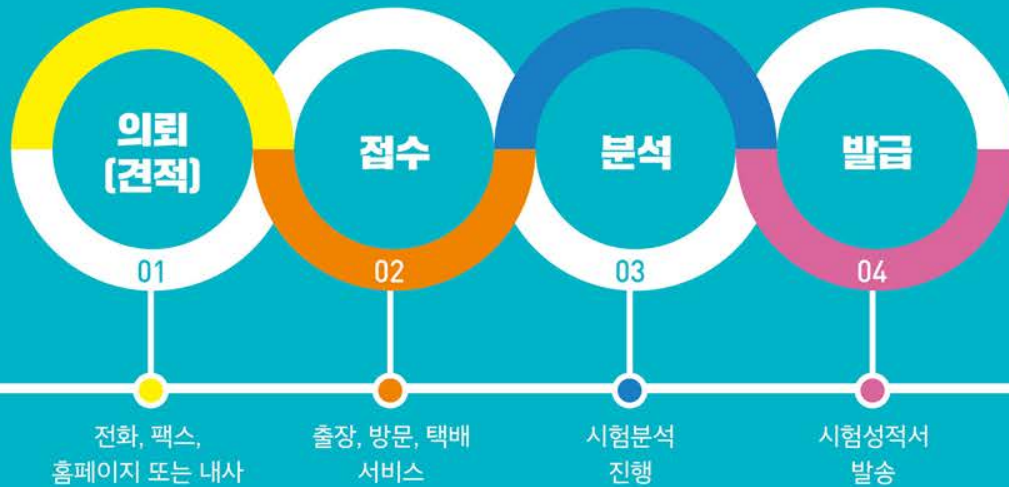 의뢰
(견적)
접수
분석
발급
01
02
03
04
전화, 팩스,
홈페이지 또는 내사
출장, 방문, 택배
서비스
시험분석
진행
시험성적서
발송